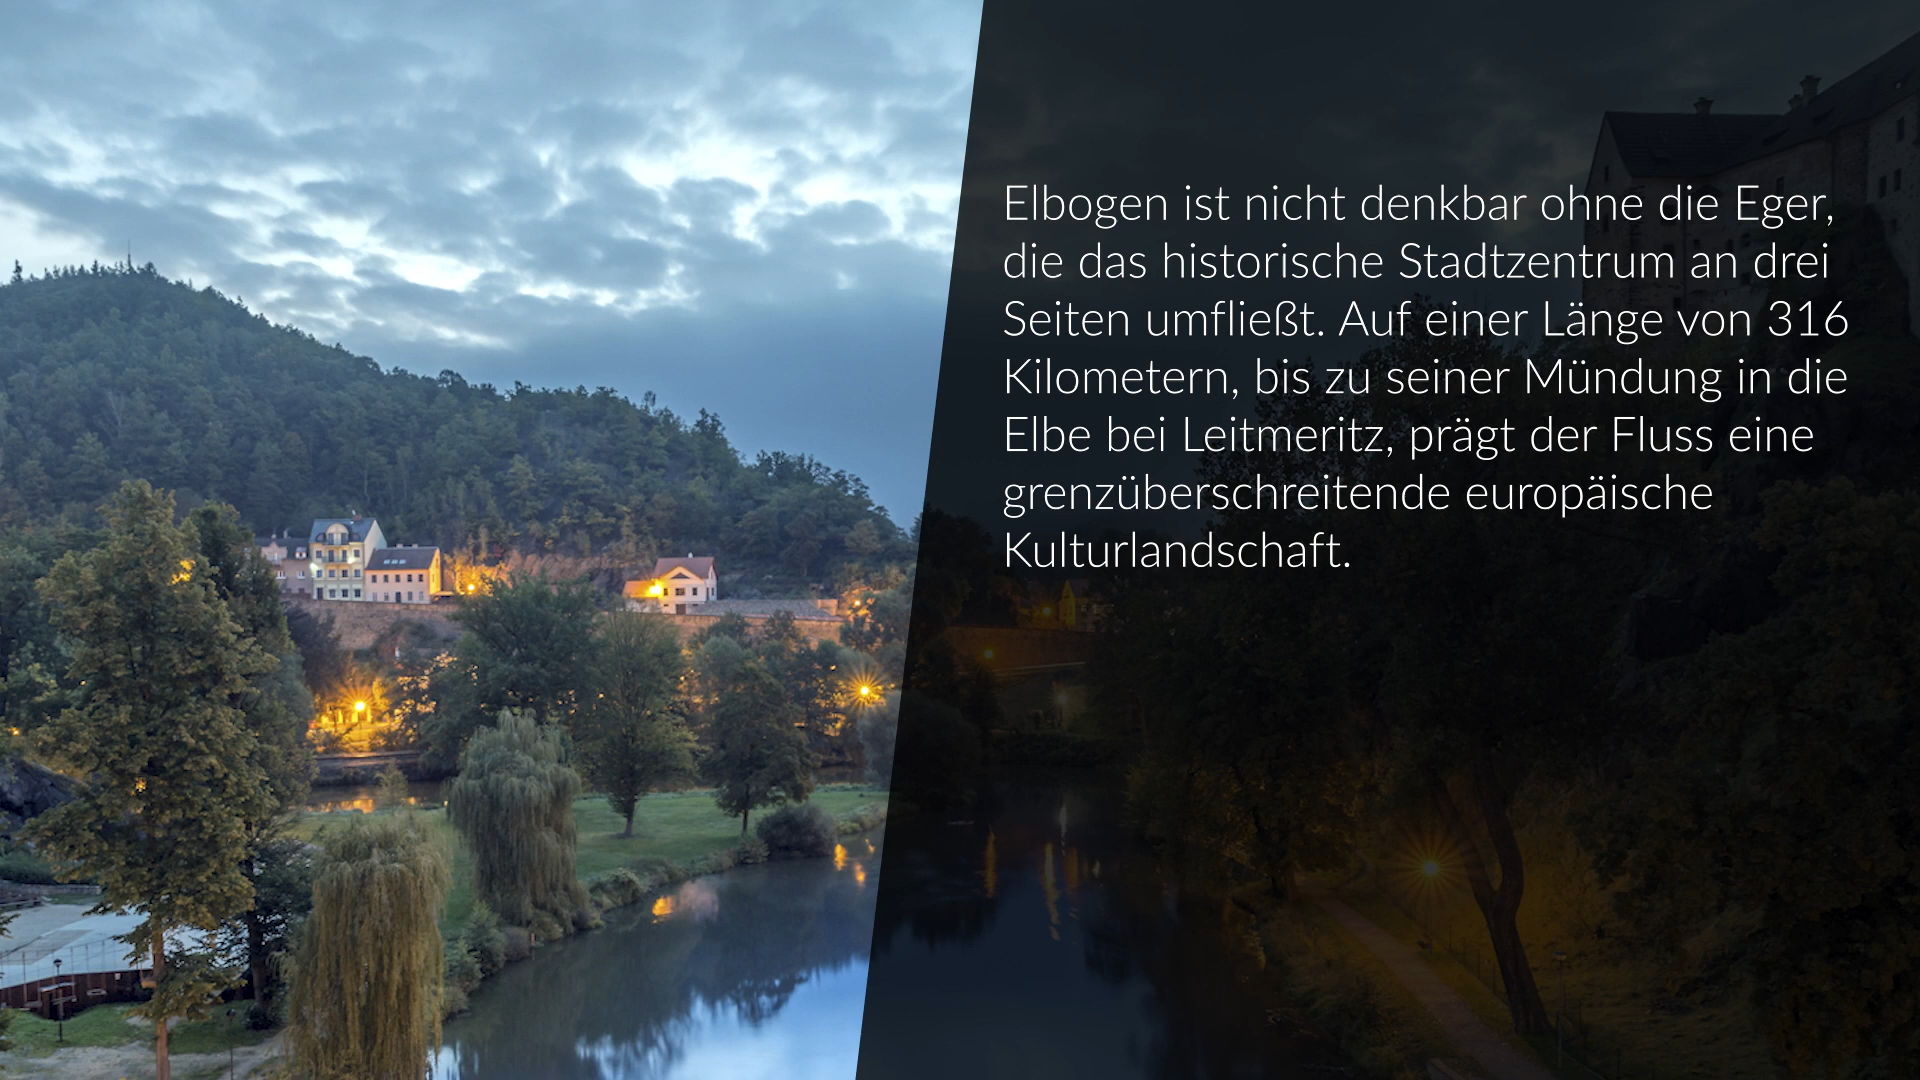 Elbogen ist nicht denkbar ohne die Eger,
die das historische Stadtzentrum an drei
Seiten umfließt. Auf einer Länge von 316
Kilometern, bis zu seiner Mündung in die
Elbe bei Leitmeritz, prägt der Fluss eine
grenzüberschreitende europäische
Kulturlandschaft.